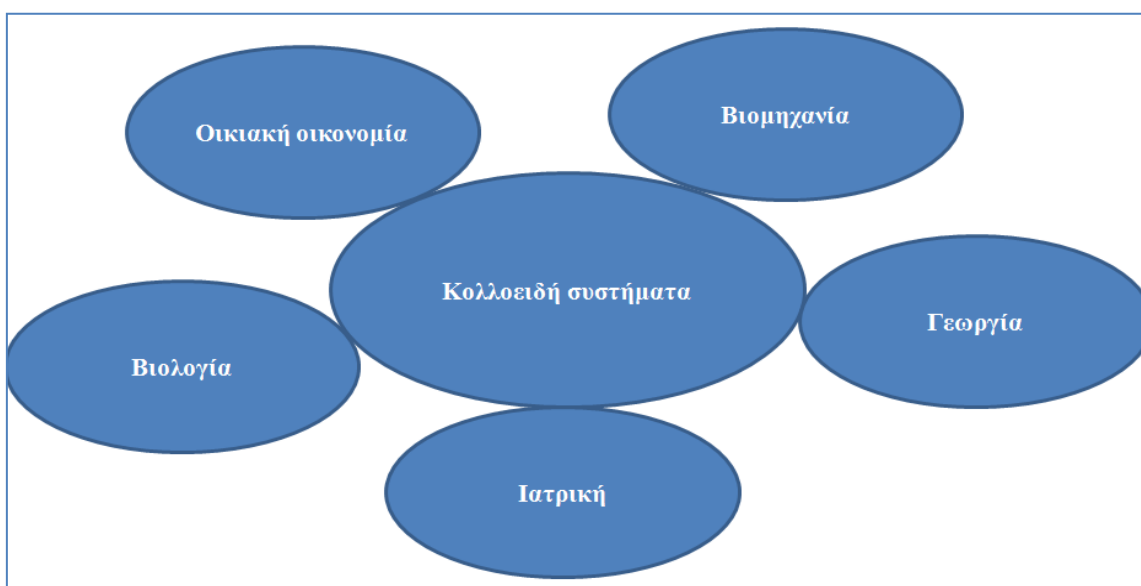 Οικιακή οικονομία
Βιομηχανία
Κολλοειδή συστήματα
Γεωργία
Βιολογία
Ιατρική